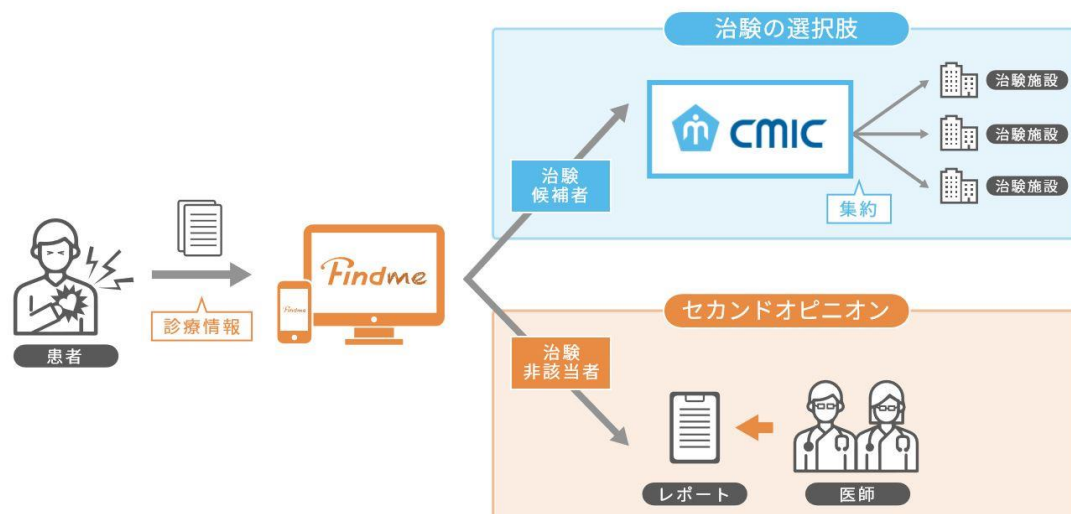 治験の選択肢
CMIC
治験施設
治験施設
治験施設
集約
治験
候補者
Findme
Findme
診療情報
患者
セカンドオピニオン
治験
非該当者
レポート
医師